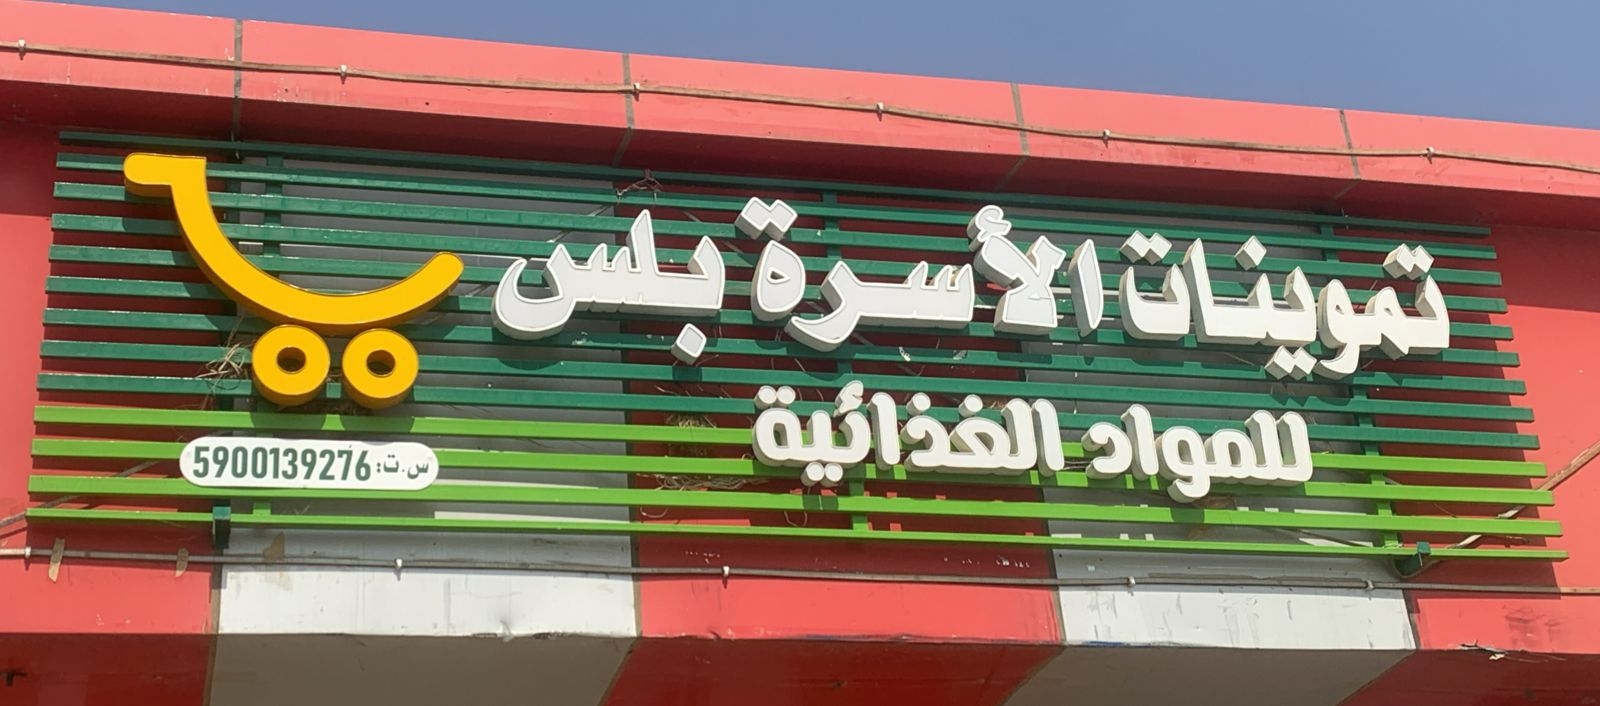 تموينات الأسرة بلس
للمواد الغذائية
س.ت: 5900139276